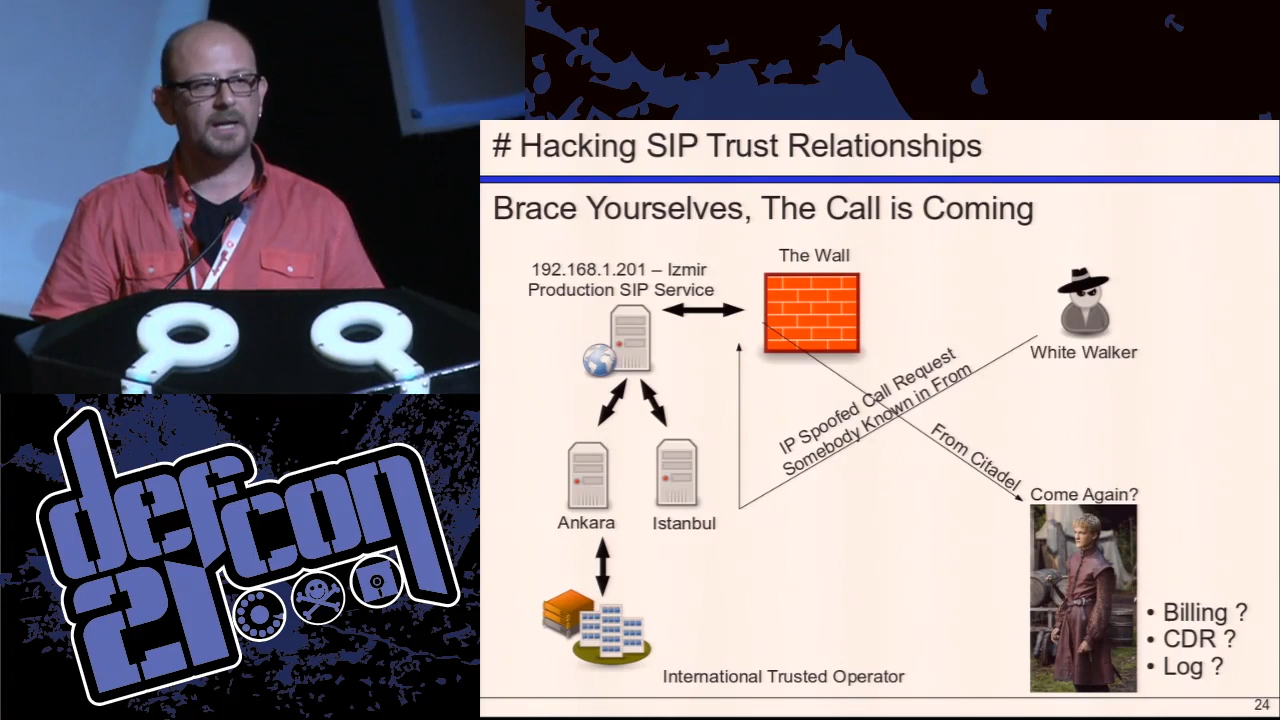 # Hacking SIP Trust Relationships
Brace Yourselves, The Call is Coming
The Wall
192.168.1.201 – Izmir
Production SIP Service
White Walker
IP Spoofed Call Request
Somebody Known in From
From Citadel
Come Again?
Ankara
Istanbul
• Billing ?
• CDR ?
• Log ?
International Trusted Operator
24
defcon
21